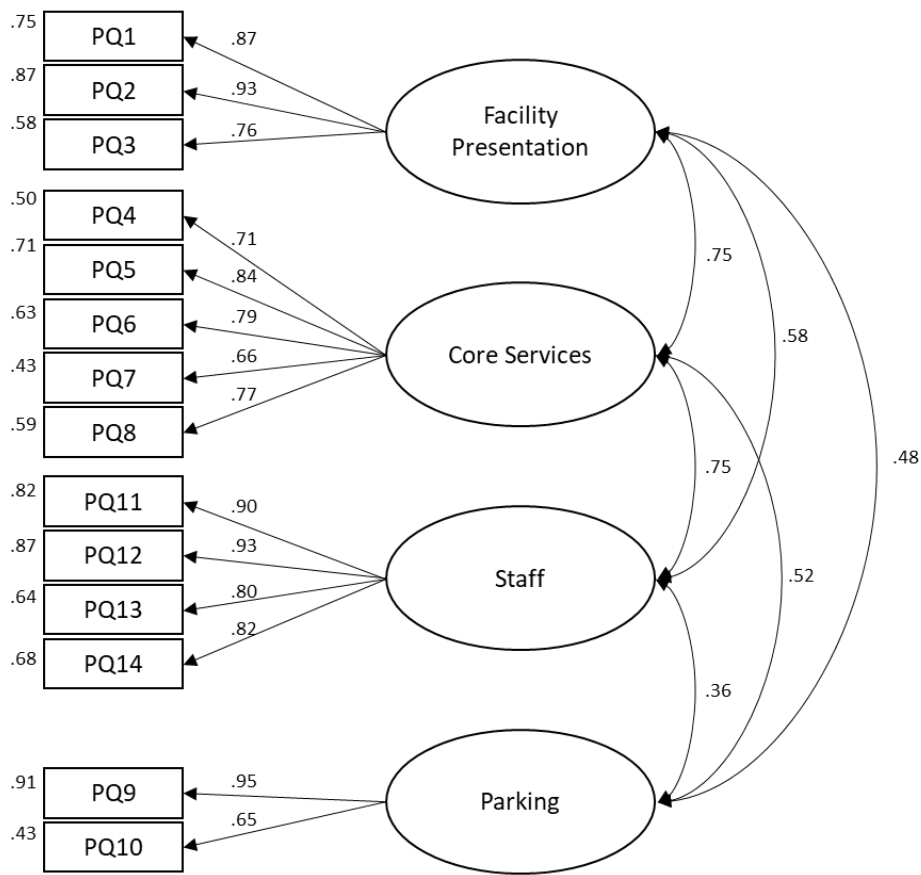 .75
PQ1
.87
.87
PQ2
.93
.58
PQ3
.76
Facility
Presentation
.50
PQ4
.71
.71
PQ5
.84
.63
PQ6
.79
.43
PQ7
.66
.59
PQ8
.77
Core Services
.75
.58
.82
PQ11
.90
.87
PQ12
.93
.64
PQ13
.80
.68
PQ14
.82
Staff
.75
.48
.52
.36
.91
PQ9
.95
.43
PQ10
.65
Parking